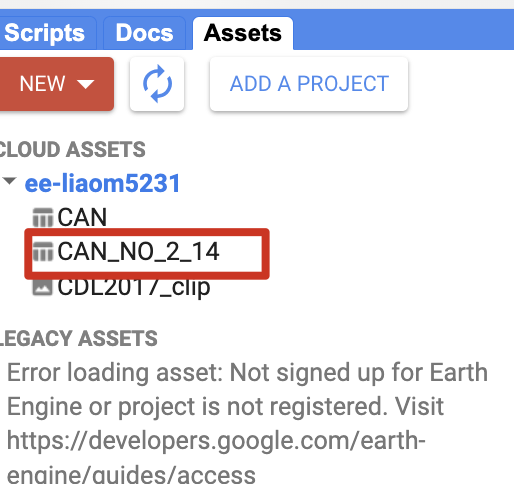 Scripts Docs Assets
NEW ADD A PROJECT
CLOUD ASSETS
ee-liaom5231
CAN
CAN_NO_2_14
CDL2017_clip
LEGACY ASSETS
Error loading asset: Not signed up for Earth
Engine or project is not registered. Visit
https://developers.google.com/earth-
engine/guides/access